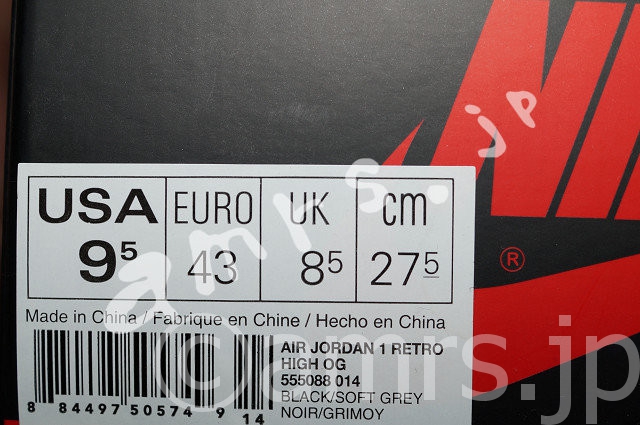 NIK
®
USA EURO UK cm
9⁵ 43 8⁵ 27⁵
Made in China / Fabrique en Chine / Hecho en China
AIR JORDAN 1 RETRO
HIGH OG
555088 014
BLACK/SOFT GREY
NOIR/GRIMOY
8 84497 50574 9 14
amrs.jp
©amrs.jp